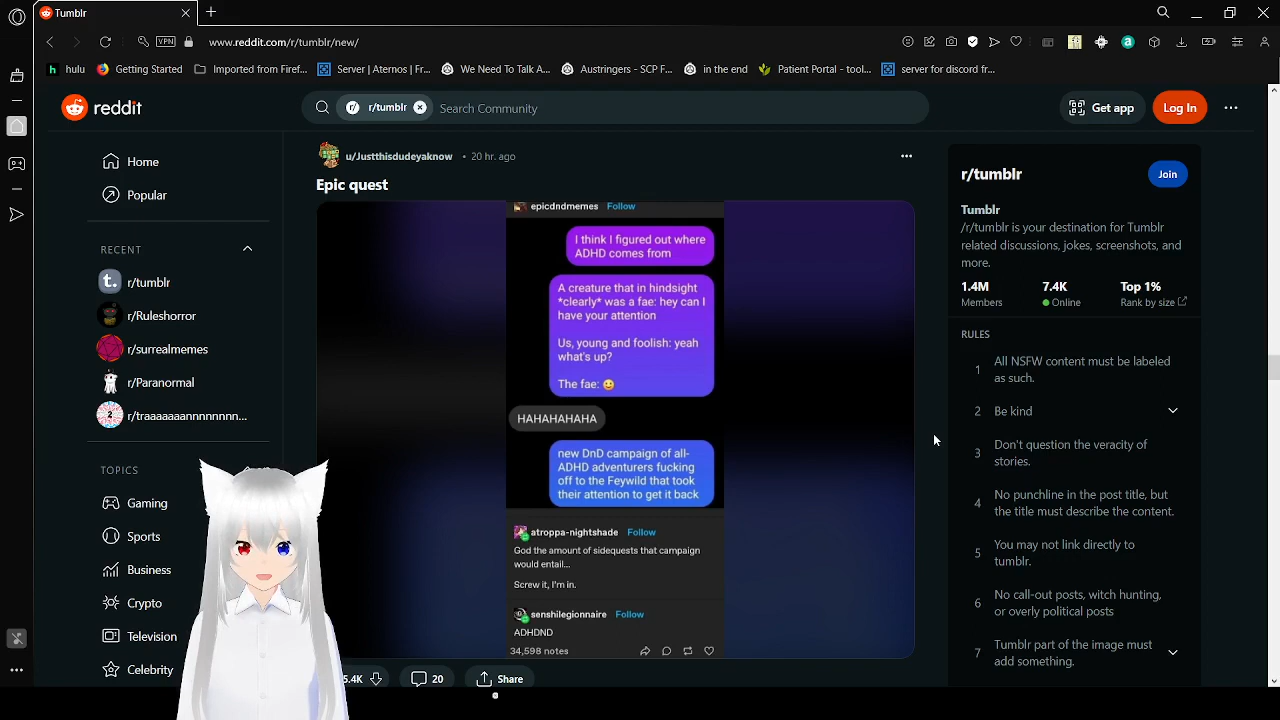 Tumblr
VPN
www.reddit.com/r/tumblr/new/
hulu
Getting Started
Imported from Firef...
Server | Aternos | Fr...
We Need To Talk A...
Austringers - SCP F...
in the end
Patient Portal - tool...
server for discord fr...
reddit
r/tumblr
Search Community
Get app
Log In
Home
Popular
RECENT
r/tumblr
r/Ruleshorror
r/surrealmemes
r/Paranormal
r/traaaaaaannnnnnnn...
TOPICS
Gaming
Sports
Business
Crypto
Television
Celebrity
u/Justthisdudeyaknow • 20 hr. ago
Epic quest
epicdndmemes Follow
I think I figured out where
ADHD comes from
A creature that in hindsight
*clearly* was a fae: hey can I
have your attention
Us, young and foolish: yeah
what's up?
The fae: 😜
HAHAHAHAHA
new DnD campaign of all-
ADHD adventurers fucking
off to the Feywild that took
their attention to get it back
atroppa-nightshade Follow
God the amount of sidequests that campaign
would entail...
Screw it, I'm in.
senshilegionnaire Follow
ADHDND
34,598 notes
5.4K
20
Share
r/tumblr
Join
Tumblr
/r/tumblr is your destination for Tumblr
related discussions, jokes, screenshots, and
more.
1.4M 7.4K Top 1%
Members Online Rank by size
RULES
1 All NSFW content must be labeled
as such.
2 Be kind
3 Don't question the veracity of
stories.
4 No punchline in the post title, but
the title must describe the content.
5 You may not link directly to
tumblr.
6 No call-out posts, witch hunting,
or overly political posts
7 Tumblr part of the image must
add something.